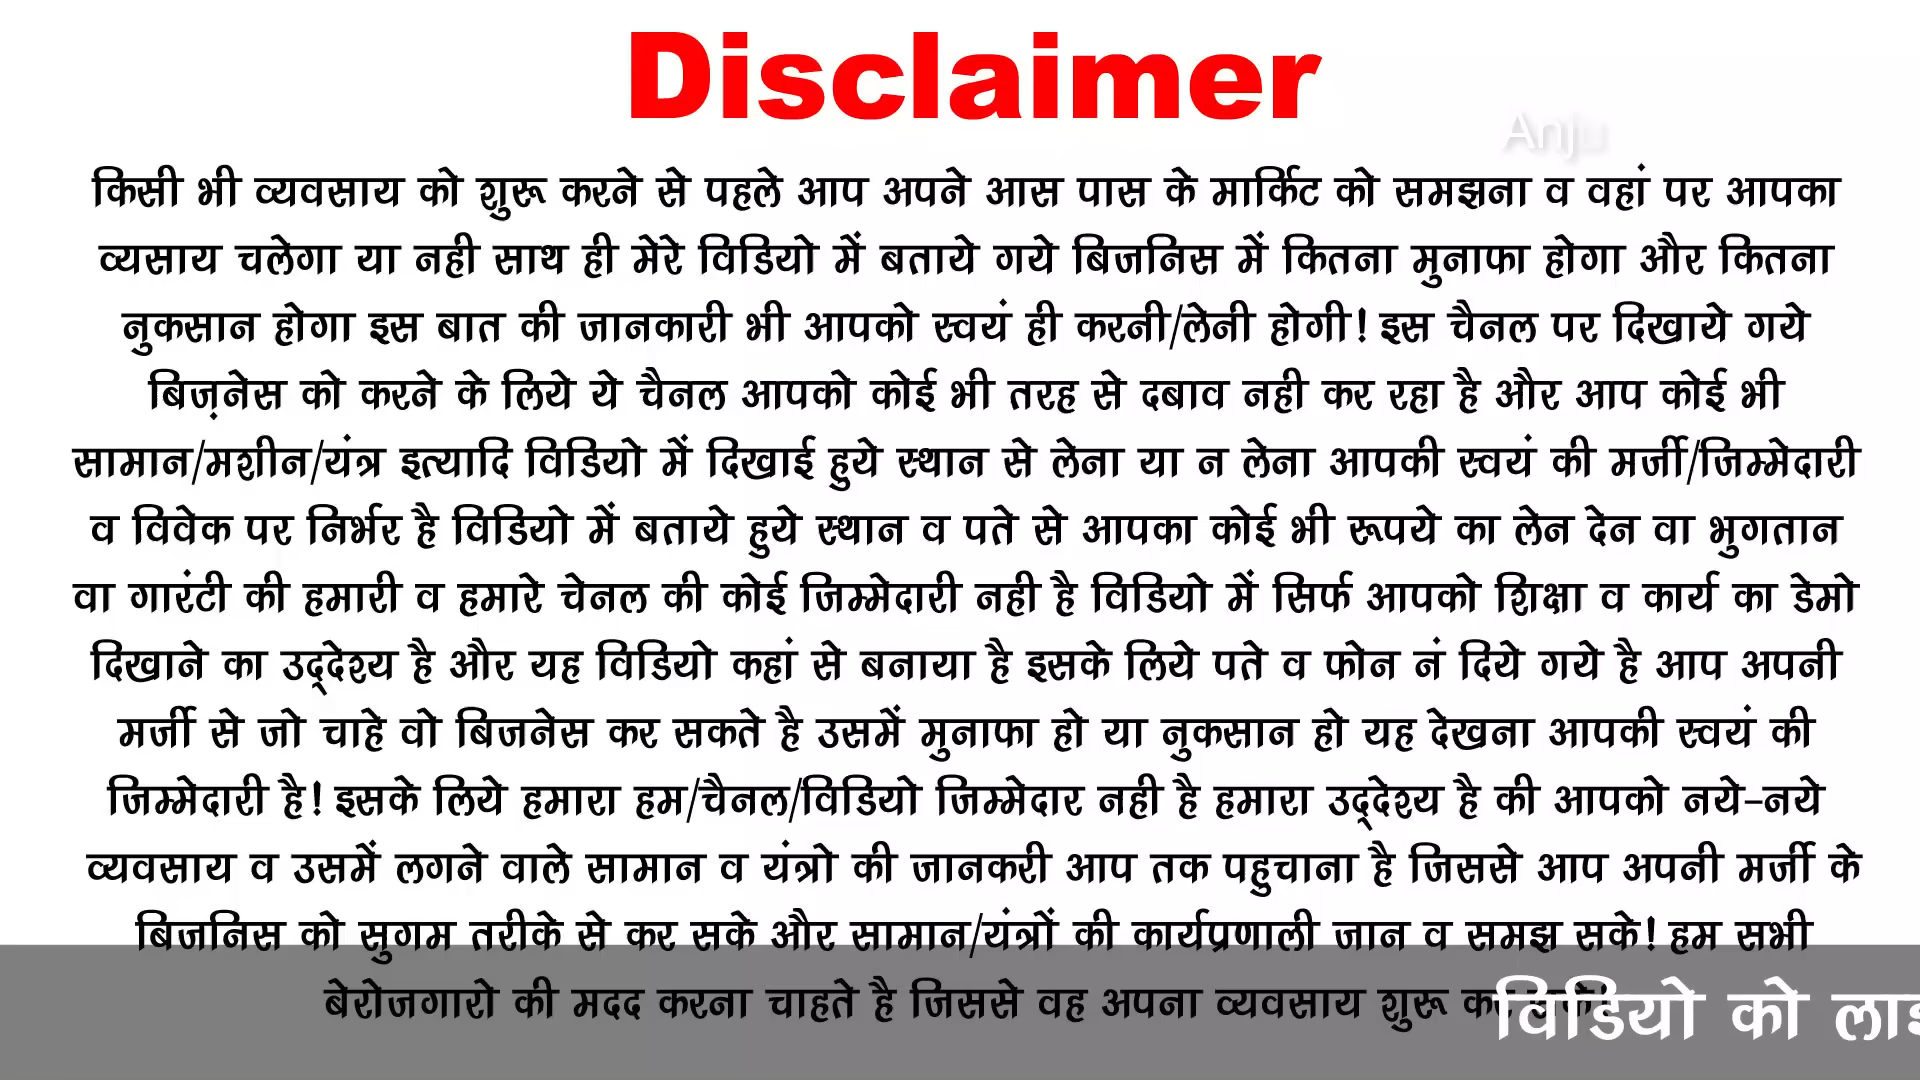 Disclaimer
Anju
किसी भी व्यवसाय को शुरू करने से पहले आप अपने आस पास के मार्किट को समझना व वहां पर आपका
व्यसाय चलेगा या नही साथ ही मेरे विडियो में बताये गये बिजनिस में कितना मुनाफा होगा और कितना
नुकसान होगा इस बात की जानकारी भी आपको स्वयं ही करनी/लेनी होगी! इस चैनल पर दिखाये गये
बिज़नेस को करने के लिये ये चैनल आपको कोई भी तरह से दबाव नही कर रहा है और आप कोई भी
सामान/मशीन/यंत्र इत्यादि विडियो में दिखाई हुये स्थान से लेना या न लेना आपकी स्वयं की मर्जी/जिम्मेदारी
व विवेक पर निर्भर है विडियो में बताये हुये स्थान व पते से आपका कोई भी रूपये का लेन देन वा भुगतान
वा गारंटी की हमारी व हमारे चेनल की कोई जिम्मेदारी नही है विडियो में सिर्फ आपको शिक्षा व कार्य का डेमो
दिखाने का उद्देश्य है और यह विडियो कहां से बनाया है इसके लिये पते व फोन नं दिये गये है आप अपनी
मर्जी से जो चाहे वो बिजनेस कर सकते है उसमें मुनाफा हो या नुकसान हो यह देखना आपकी स्वयं की
जिम्मेदारी है! इसके लिये हमारा हम/चैनल/विडियो जिम्मेदार नही है हमारा उद्देश्य है की आपको नये-नये
व्यवसाय व उसमें लगने वाले सामान व यंत्रो की जानकरी आप तक पहुचाना है जिससे आप अपनी मर्जी के
बिजनिस को सुगम तरीके से कर सके और सामान/यंत्रों की कार्यप्रणाली जान व समझ सके! हम सभी
बेरोजगारो की मदद करना चाहते है जिससे वह अपना व्यवसाय शुरू कर
विडियो को